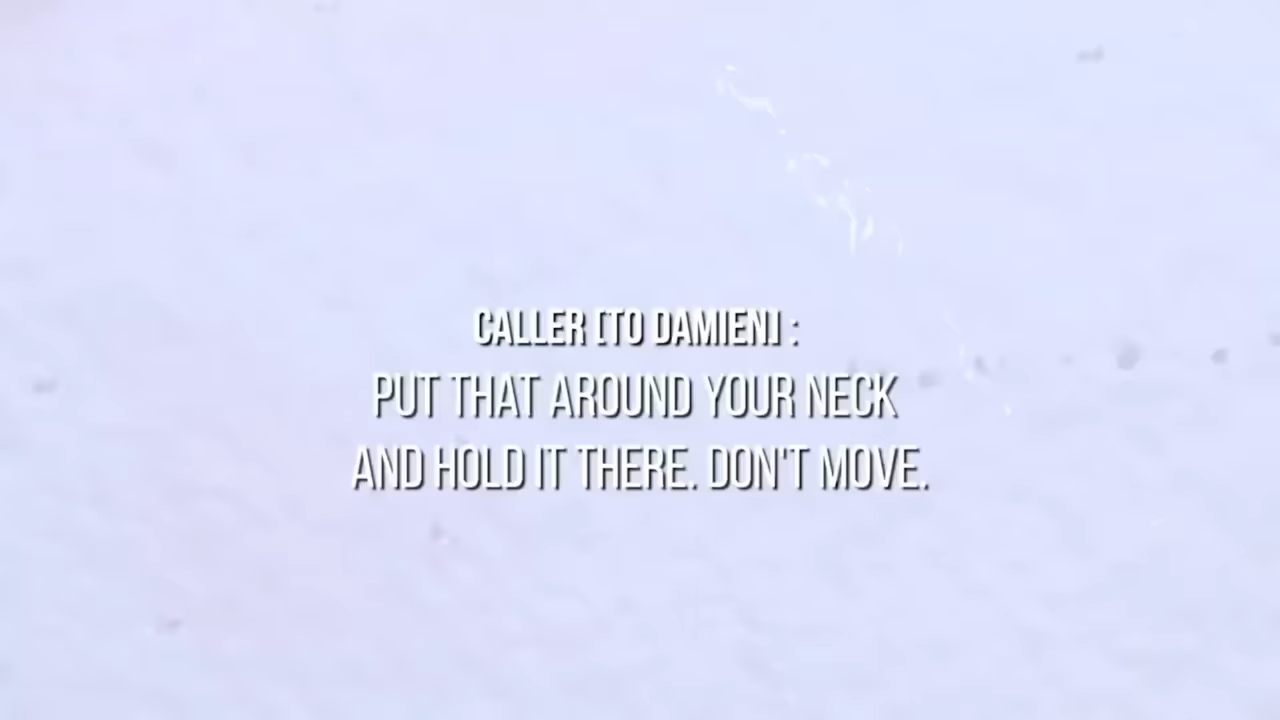 CALLER [TO DAMIEN] :
PUT THAT AROUND YOUR NECK
AND HOLD IT THERE. DON'T MOVE.